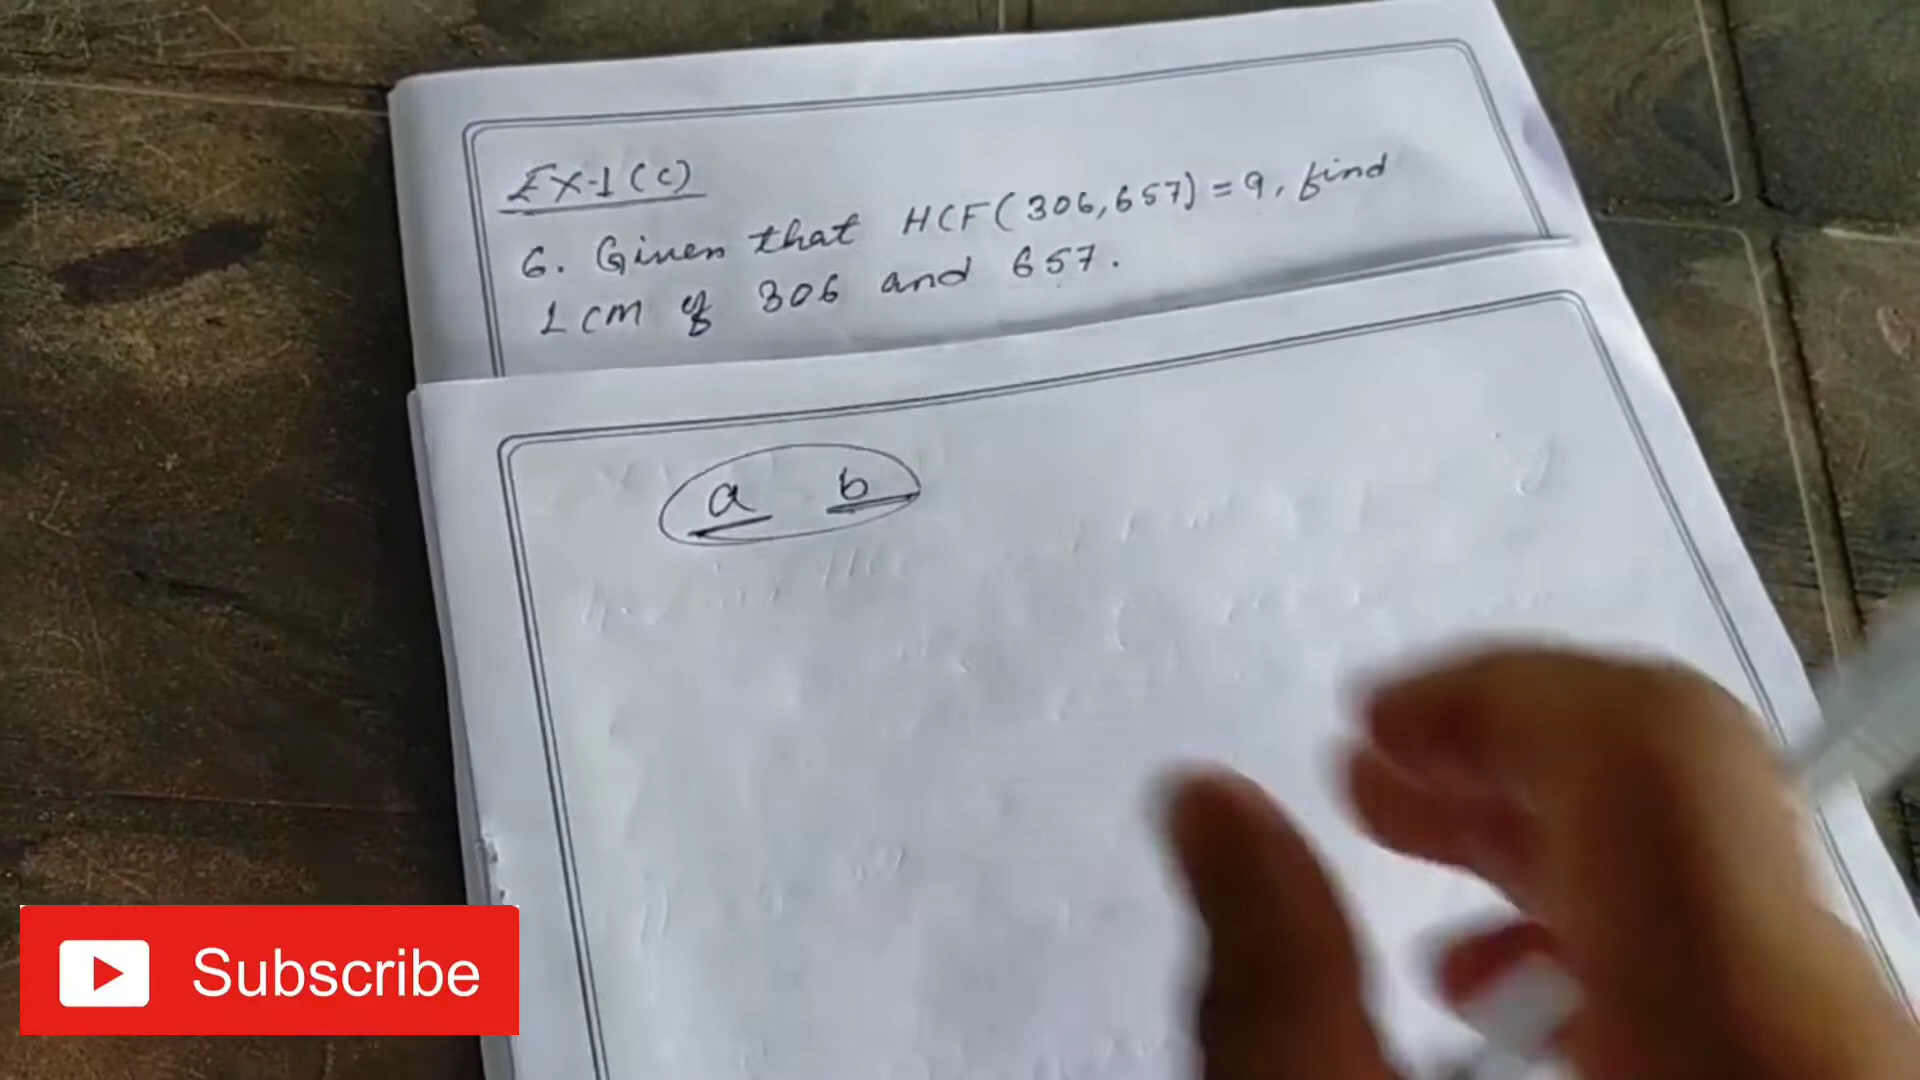 Ex-1(c)
6. Given that HCF(306,657)=9, find
LCM of 306 and 657.
a b
Subscribe